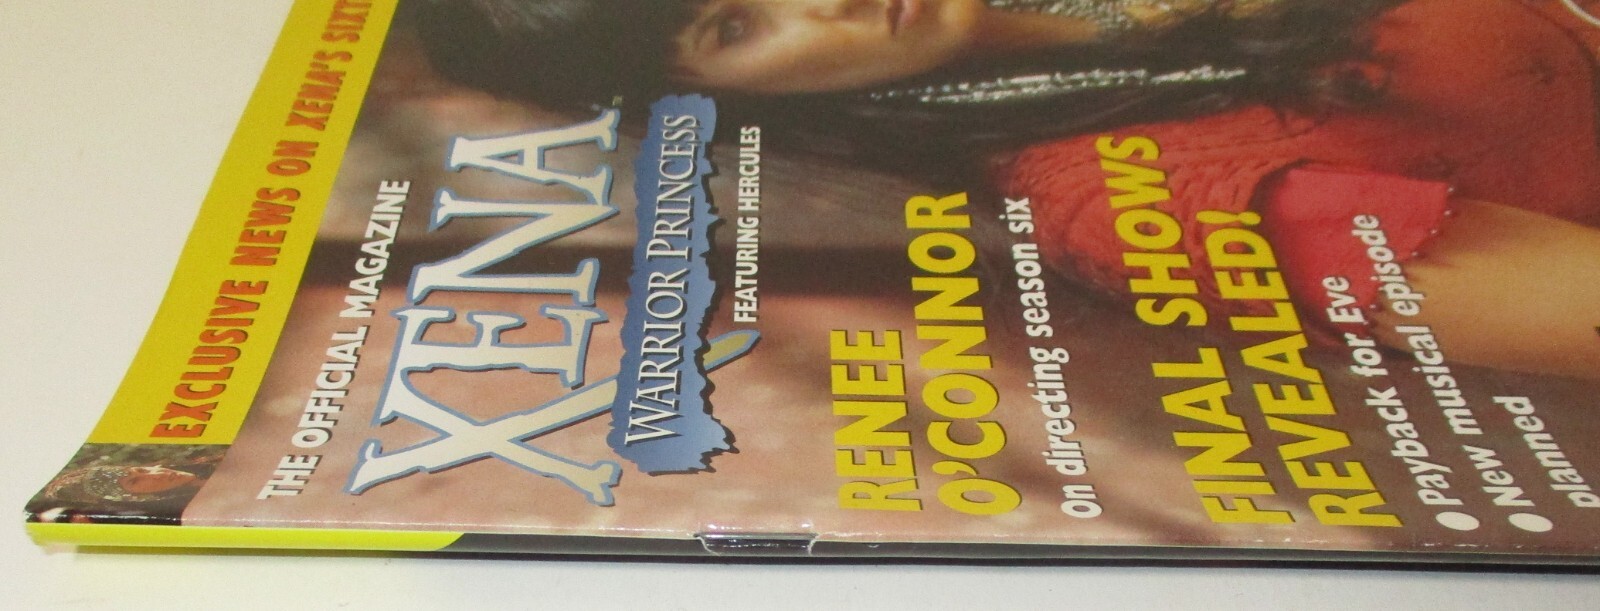 EXCLUSIVE NEWS ON XENA'S
THE OFFICIAL MAGAZINE
XENA
WARRIOR PRINCESS
FEATURING HERCULES
RENEE
O'CONNOR
on directing season six
FINAL SHOWS
REVEALED!
● Payback for Eve
● New musical episode
planned